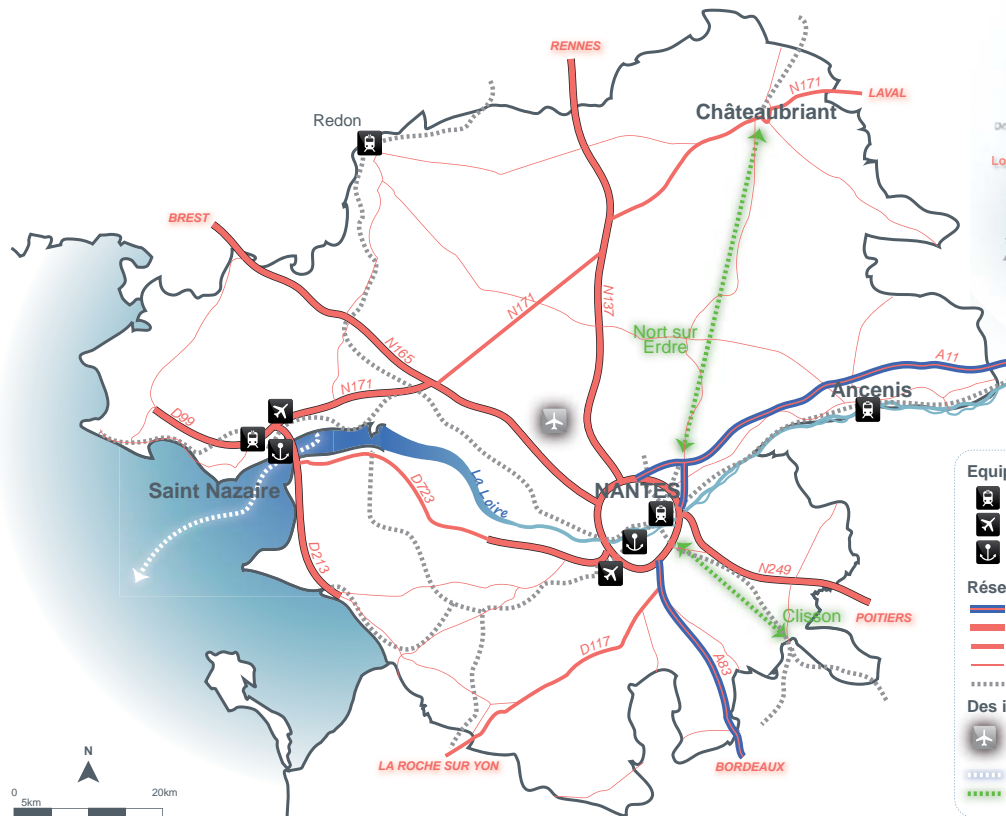 RENNES
N171
LAVAL
Châteaubriant
Redon
BREST
N137
N171
Nort sur
Erdre
N165
A11
N171
Ancenis
D99
La Loire
NANTES
Saint Nazaire
D723
Equip
D213
N249
Rése
Clisson
POITIERS
D117
A83
Des i
LA ROCHE SUR YON
BORDEAUX
N
0
20km
5km